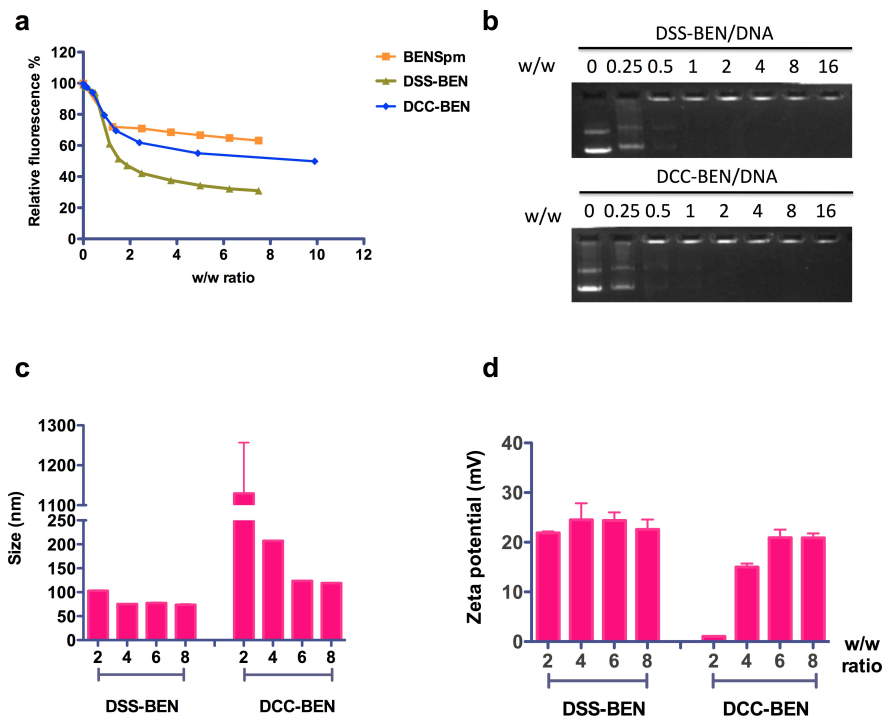 a
120
100
80
60
40
20
0
0 2 4 6 8 10 12
Relative fluorescence %
w/w ratio
BENSpm
DSS-BEN
DCC-BEN
b
DSS-BEN/DNA
w/w 0 0.25 0.5 1 2 4 8 16
DCC-BEN/DNA
w/w 0 0.25 0.5 1 2 4 8 16
c
1300
1200
1100
250
200
150
100
50
0
Size (nm)
2 4 6 8 2 4 6 8
DSS-BEN DCC-BEN
d
40
30
20
10
0
Zeta potential (mV)
2 4 6 8 2 4 6 8 w/w
ratio
DSS-BEN DCC-BEN